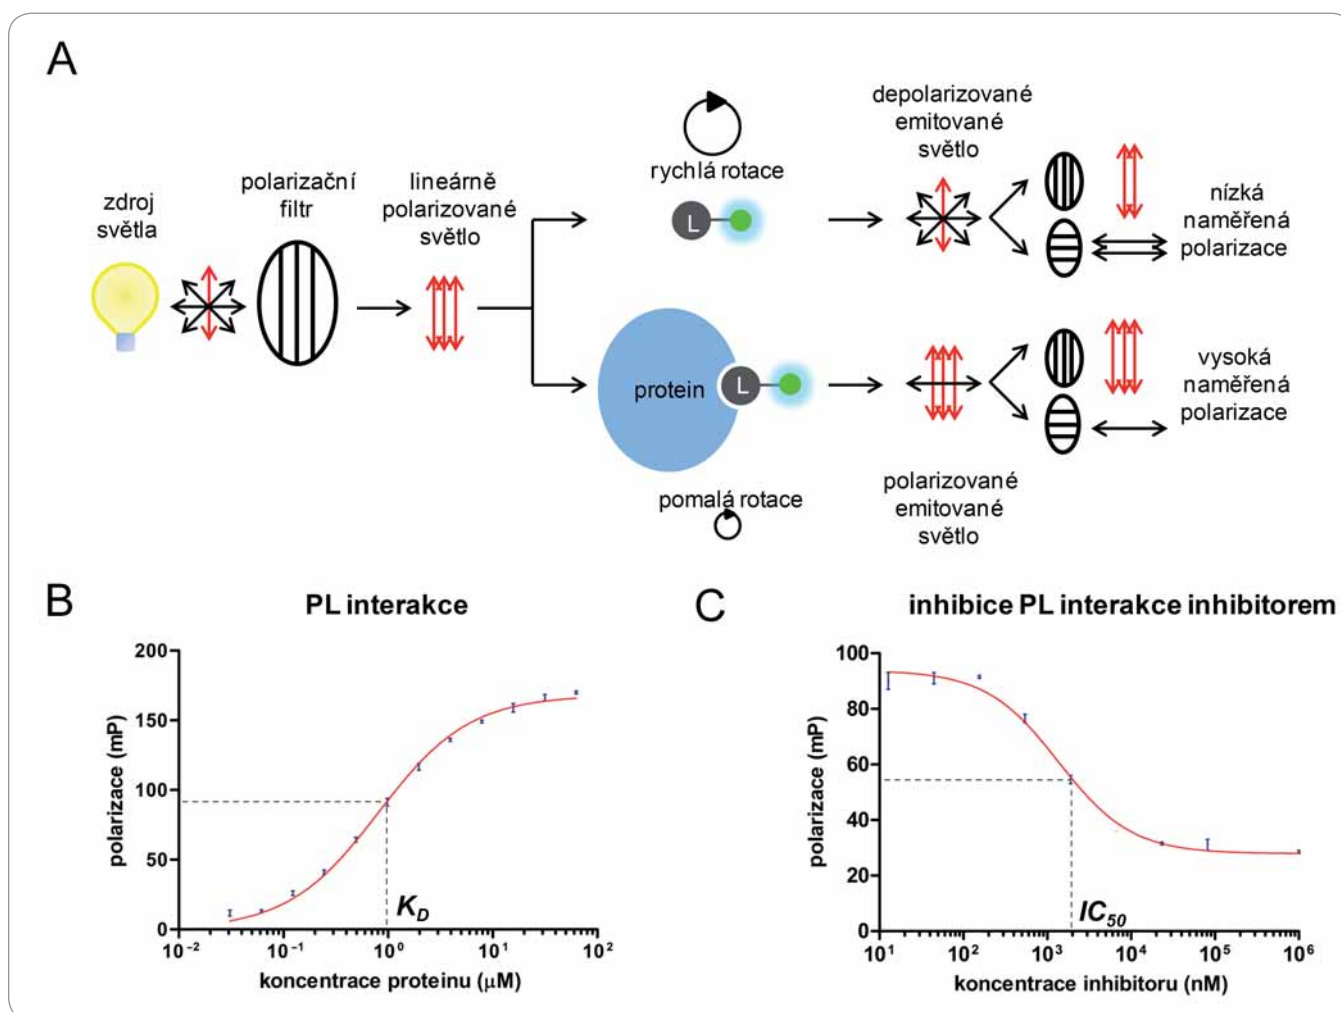 A
zdroj
světla
polarizační
filtr
lineárně
polarizované
světlo
rychlá rotace
L
depolarizované
emitované
světlo
nízká
naměřená
polarizace
protein
L
pomalá rotace
polarizované
emitované
světlo
vysoká
naměřená
polarizace
B
PL interakce
polarizace (mP)
200
150
100
50
0
K_D
10⁻²
10⁻¹
10⁰
10¹
10²
koncentrace proteinu (µM)
C
inhibice PL interakce inhibitorem
polarizace (mP)
100
80
60
40
20
0
IC₅₀
10¹
10²
10³
10⁴
10⁵
10⁶
koncentrace inhibitoru (nM)